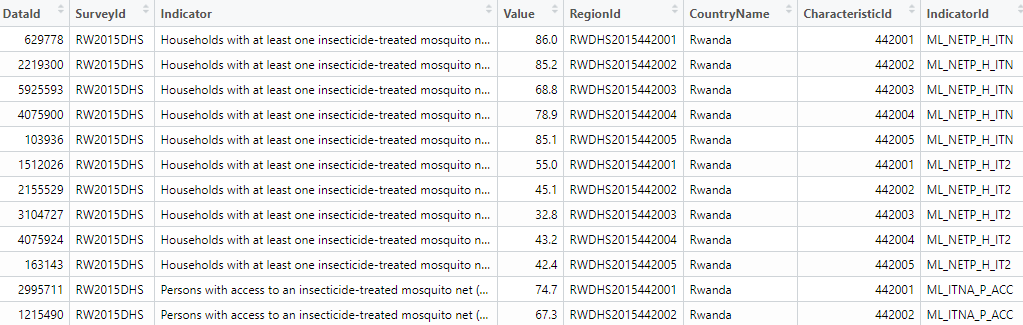 DataId SurveyId Indicator Value RegionId CountryName CharacteristicId IndicatorId
629778 RW2015DHS Households with at least one insecticide-treated mosquito n... 86.0 RWDHS2015442001 Rwanda 442001 ML_NETP_H_ITN
2219300 RW2015DHS Households with at least one insecticide-treated mosquito n... 85.2 RWDHS2015442002 Rwanda 442002 ML_NETP_H_ITN
5925593 RW2015DHS Households with at least one insecticide-treated mosquito n... 68.8 RWDHS2015442003 Rwanda 442003 ML_NETP_H_ITN
4075900 RW2015DHS Households with at least one insecticide-treated mosquito n... 78.9 RWDHS2015442004 Rwanda 442004 ML_NETP_H_ITN
103936 RW2015DHS Households with at least one insecticide-treated mosquito n... 85.1 RWDHS2015442005 Rwanda 442005 ML_NETP_H_ITN
1512026 RW2015DHS Households with at least one insecticide-treated mosquito n... 55.0 RWDHS2015442001 Rwanda 442001 ML_NETP_H_IT2
2155529 RW2015DHS Households with at least one insecticide-treated mosquito n... 45.1 RWDHS2015442002 Rwanda 442002 ML_NETP_H_IT2
3104727 RW2015DHS Households with at least one insecticide-treated mosquito n... 32.8 RWDHS2015442003 Rwanda 442003 ML_NETP_H_IT2
4075924 RW2015DHS Households with at least one insecticide-treated mosquito n... 43.2 RWDHS2015442004 Rwanda 442004 ML_NETP_H_IT2
163143 RW2015DHS Households with at least one insecticide-treated mosquito n... 42.4 RWDHS2015442005 Rwanda 442005 ML_NETP_H_IT2
2995711 RW2015DHS Persons with access to an insecticide-treated mosquito net (... 74.7 RWDHS2015442001 Rwanda 442001 ML_ITNA_P_ACC
1215490 RW2015DHS Persons with access to an insecticide-treated mosquito net (... 67.3 RWDHS2015442002 Rwanda 442002 ML_ITNA_P_ACC